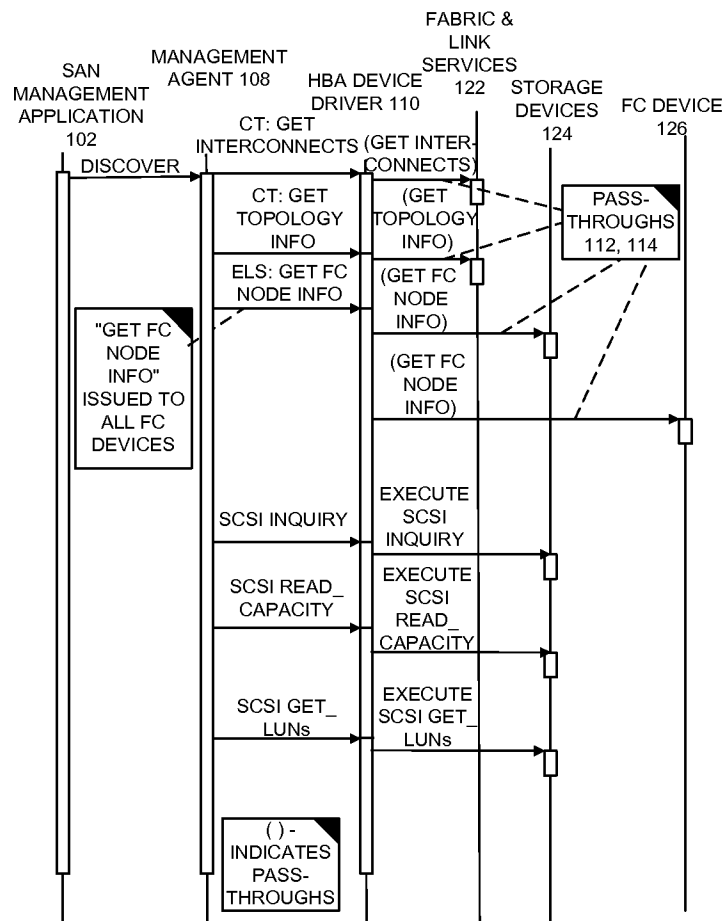 SAN
MANAGEMENT
APPLICATION
102
MANAGEMENT
AGENT 108
HBA DEVICE
DRIVER 110
FABRIC &
LINK
SERVICES
122
STORAGE
DEVICES
124
FC DEVICE
126
DISCOVER
CT: GET
INTERCONNECTS
(GET INTER-
CONNECTS)
CT: GET
TOPOLOGY
INFO
(GET
TOPOLOGY
INFO)
PASS-
THROUGHS
112, 114
ELS: GET FC
NODE INFO
(GET FC
NODE
INFO)
"GET FC
NODE
INFO"
ISSUED TO
ALL FC
DEVICES
(GET FC
NODE
INFO)
SCSI INQUIRY
EXECUTE
SCSI
INQUIRY
SCSI READ_
CAPACITY
EXECUTE
SCSI
READ_
CAPACITY
SCSI GET_
LUNs
EXECUTE
SCSI GET_
LUNs
( ) -
INDICATES
PASS-
THROUGHS